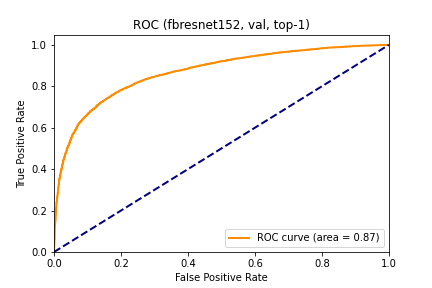 ROC (fbresnet152, val, top-1)
True Positive Rate
1.0
0.8
0.6
0.4
0.2
0.0
ROC curve (area = 0.87)
0.0 0.2 0.4 0.6 0.8 1.0
False Positive Rate